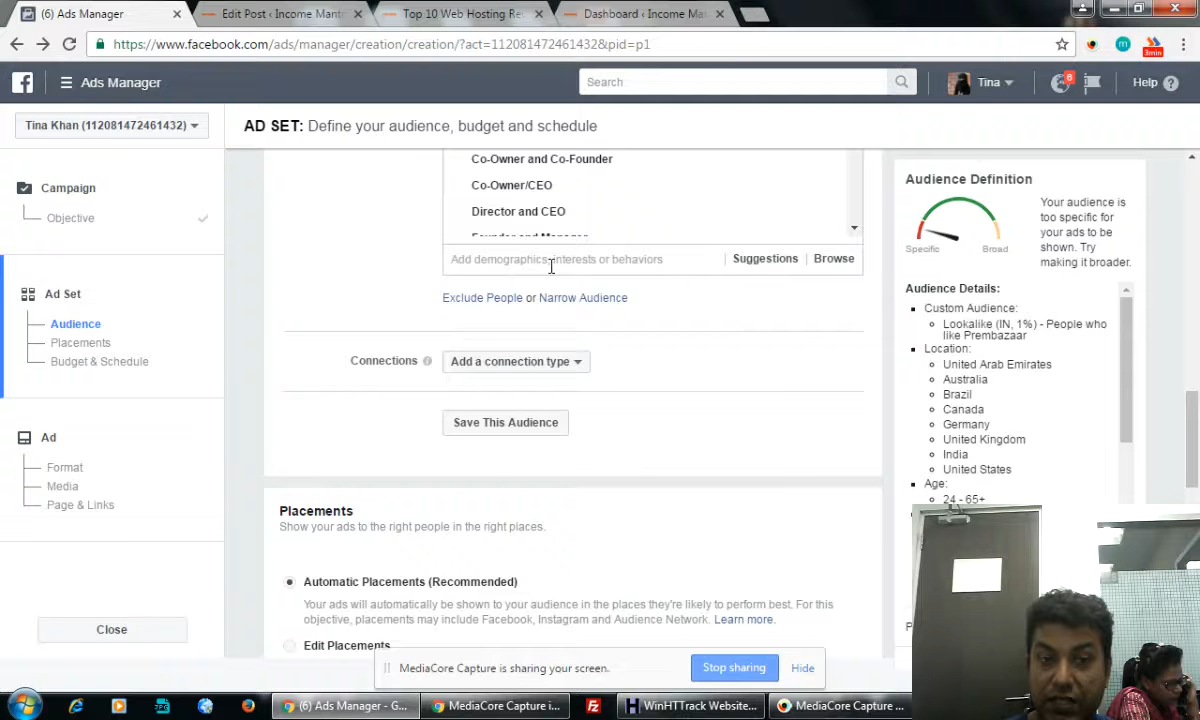 (6) Ads Manager
Edit Post ‹ Income Mant
Top 10 Web Hosting Re
Dashboard ‹ Income Ma
https://www.facebook.com/ads/manager/creation/creation/?act=1120814724614432&pid=p1
3min
Ads Manager
Search
Tina
6
Help
Tina Khan (112081472461432)
AD SET: Define your audience, budget and schedule
Campaign
Objective
Ad Set
Audience
Placements
Budget & Schedule
Ad
Format
Media
Page & Links
Close
Co-Owner and Co-Founder
Co-Owner/CEO
Director and CEO
Founder and Manager
Add demographics, interests or behaviors
Suggestions
Browse
Exclude People or Narrow Audience
Connections
Add a connection type
Save This Audience
Placements
Show your ads to the right people in the right places.
Automatic Placements (Recommended)
Your ads will automatically be shown to your audience in the places they're likely to perform best. For this
objective, placements may include Facebook, Instagram and Audience Network. Learn more.
Edit Placements
Audience Definition
Specific
Broad
Your audience is
too specific for
your ads to be
shown. Try
making it broader.
Audience Details:
Custom Audience:
Lookalike (IN, 1%) - People who
like Prembazaar
Location:
United Arab Emirates
Australia
Brazil
Canada
Germany
United Kingdom
India
United States
Age:
24 - 65+
MediaCore Capture is sharing your screen.
Stop sharing
Hide
(6) Ads Manager - G...
MediaCore Capture i...
WinHTTrack Website...
MediaCore Capture ...